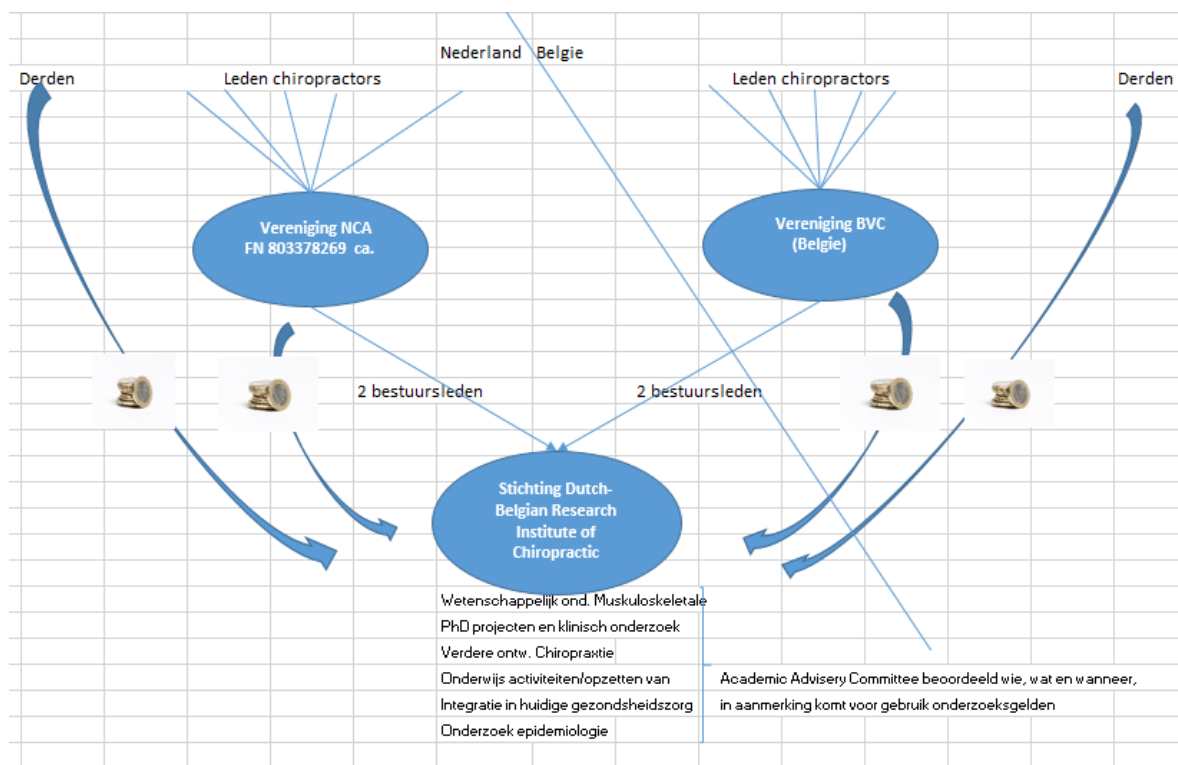 Nederland Belgie
Derden Leden chiropractors Leden chiropractors Derden
Vereniging NCA
FN 803378269 ca.
Vereniging BVC
(Belgie)
2 bestuursleden 2 bestuursleden
Stichting Dutch-
Belgian Research
Institute of
Chiropractic
Wetenschappelijk ond. Muskuloskeletale
PhD projecten en klinisch onderzoek
Verdere ontw. Chiropraxtie
Onderwijs activiteiten/opzetten van
Integratie in huidige gezondsheidszorg
Onderzoek epidemiologie
Academic Advisery Committee beoordeeld wie, wat en wanneer,
in aanmerking komt voor gebruik onderzoeksgelden